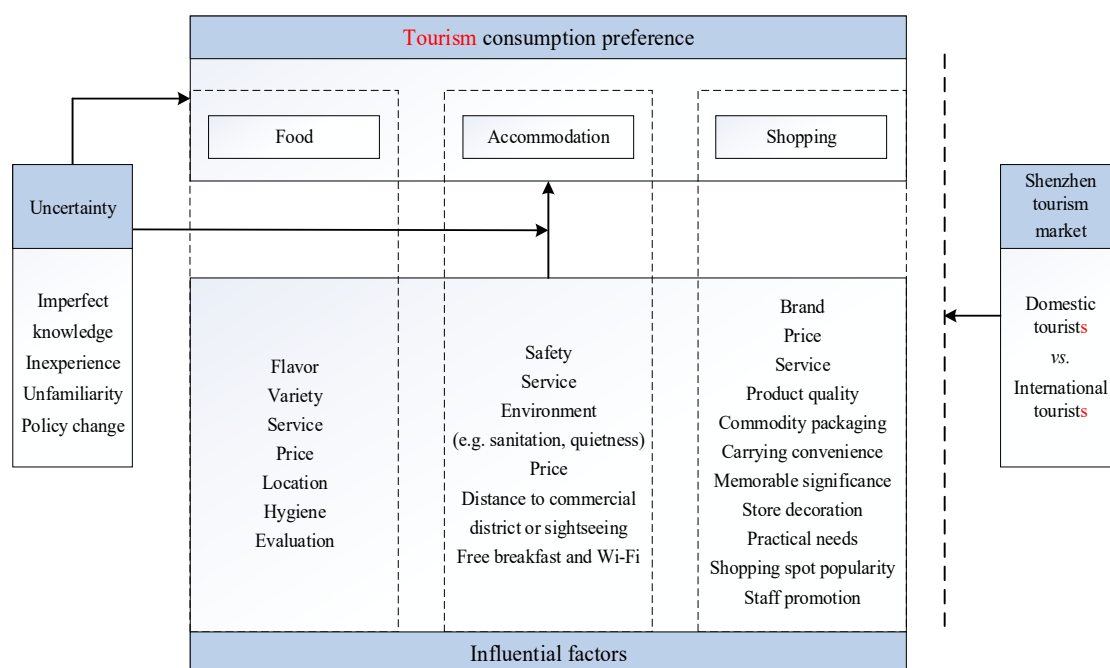 Tourism consumption preference
Food
Accommodation
Shopping
Uncertainty
Imperfect
knowledge
Inexperience
Unfamiliarity
Policy change
Flavor
Variety
Service
Price
Location
Hygiene
Evaluation
Safety
Service
Environment
(e.g. sanitation, quietness)
Price
Distance to commercial
district or sightseeing
Free breakfast and Wi-Fi
Brand
Price
Service
Product quality
Commodity packaging
Carrying convenience
Memorable significance
Store decoration
Practical needs
Shopping spot popularity
Staff promotion
Influential factors
Shenzhen
tourism
market
Domestic
tourists
vs.
International
tourists